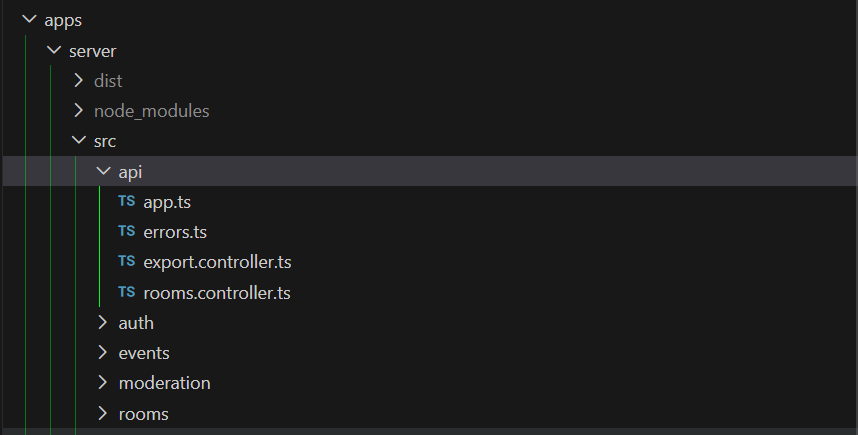 apps
server
dist
node_modules
src
api
TS app.ts
TS errors.ts
TS export.controller.ts
TS rooms.controller.ts
auth
events
moderation
rooms